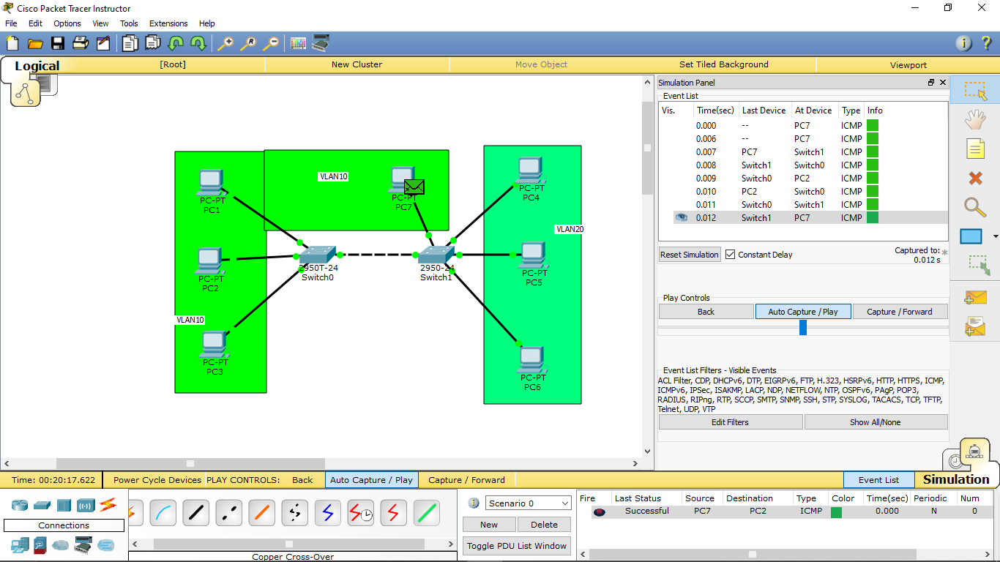 Cisco Packet Tracer Instructor
File Edit Options View Tools Extensions Help
Logical [Root] New Cluster Move Object Set Tiled Background Viewport
VLAN10
PC-PT
PC1
PC-PT
PC2
VLAN10
PC-PT
PC3
PC-PT
PC7
2950T-24
Switch0
2950-24
Switch1
PC-PT
PC4
VLAN20
PC-PT
PC5
PC-PT
PC6
Simulation Panel
Event List
Vis. Time(sec) Last Device At Device Type Info
0.000 -- PC7 ICMP
0.006 -- PC7 ICMP
0.007 PC7 Switch1 ICMP
0.008 Switch1 Switch0 ICMP
0.009 Switch0 PC2 ICMP
0.010 PC2 Switch0 ICMP
0.011 Switch0 Switch1 ICMP
0.012 Switch1 PC7 ICMP
Reset Simulation Constant Delay Captured to: *
0.012 s
Play Controls
Back Auto Capture / Play Capture / Forward
Event List Filters - Visible Events
ACL Filter, CDP, DHCPv6, DTP, EIGRPv6, FTP, H.323, HSRPv6, HTTP, HTTPS, ICMP,
ICMPv6, IPSec, ISAKMP, LACP, NDP, NETFLOW, NTP, OSPFv6, PAgP, POP3,
RADIUS, RIPng, RTP, SCCP, SMTP, SNMP, SSH, STP, SYSLOG, TACACS, TCP, TFTP,
Telnet, UDP, VTP
Edit Filters Show All/None
Time: 00:20:17.622 Power Cycle Devices PLAY CONTROLS: Back Auto Capture / Play Capture / Forward Event List Simulation
Connections
Copper Cross-Over
Scenario 0
New Delete
Toggle PDU List Window
Fire Last Status Source Destination Type Color Time(sec) Periodic Num
Successful PC7 PC2 ICMP 0.000 N 0